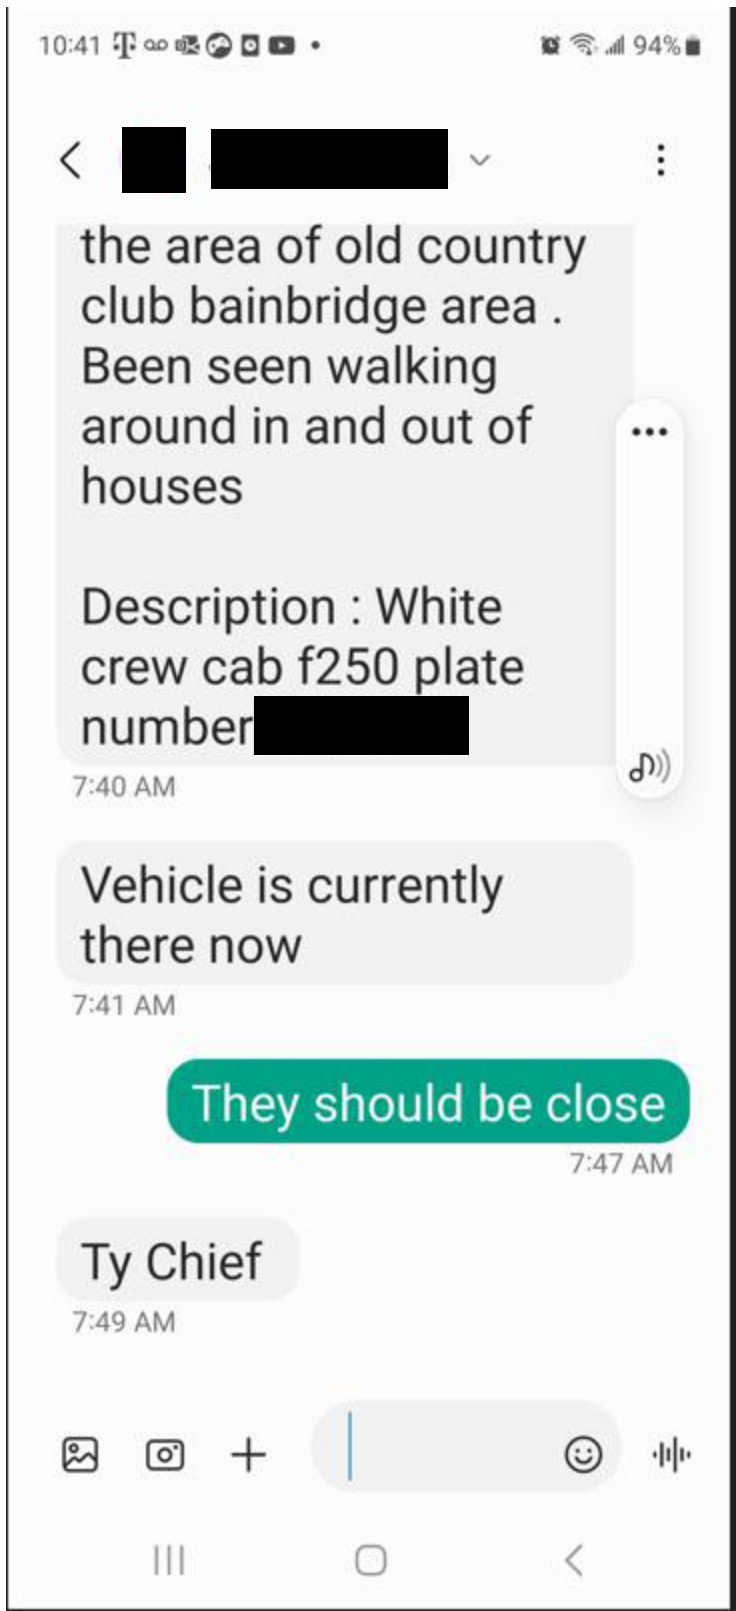 10:41 94%
the area of old country
club bainbridge area .
Been seen walking
around in and out of
houses
Description : White
crew cab f250 plate
number
7:40 AM
Vehicle is currently
there now
7:41 AM
They should be close
7:47 AM
Ty Chief
7:49 AM